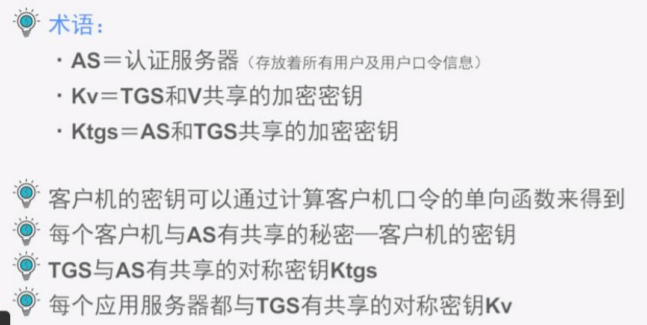 术语：
· AS＝认证服务器（存放着所有用户及用户口令信息）
· Kv＝TGS和V共享的加密密钥
· Ktgs＝AS和TGS共享的加密密钥
客户机的密钥可以通过计算客户机口令的单向函数来得到
每个客户机与AS有共享的秘密—客户机的密钥
TGS与AS有共享的对称密钥Ktgs
每个应用服务器都与TGS有共享的对称密钥Kv